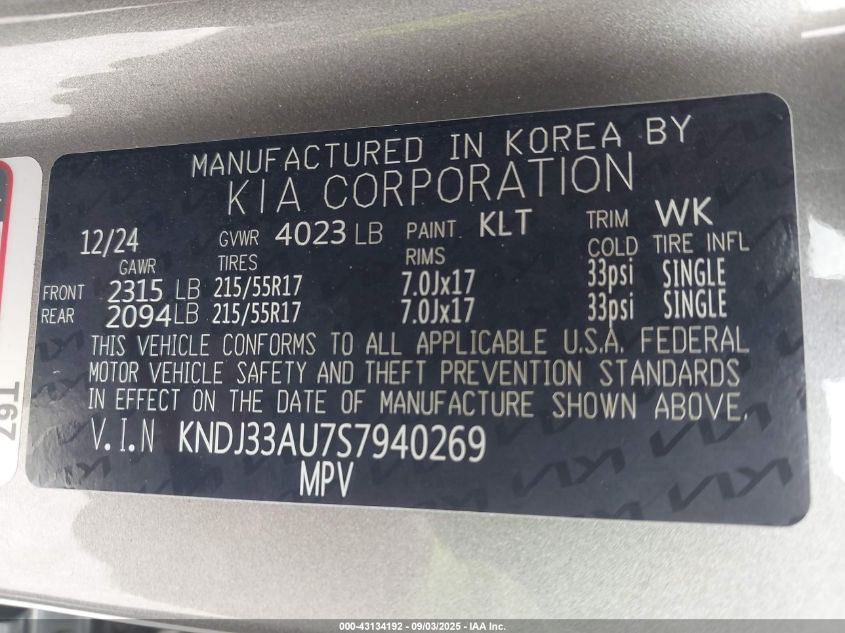 MANUFACTURED IN KOREA BY
KIA CORPORATION
12/24 GVWR 4023 LB PAINT KLT TRIM WK
GAWR TIRES RIMS COLD TIRE INFL
FRONT 2315 LB 215/55R17 7.0Jx17 33psi SINGLE
REAR 2094 LB 215/55R17 7.0Jx17 33psi SINGLE
THIS VEHICLE CONFORMS TO ALL APPLICABLE U.S.A. FEDERAL
MOTOR VEHICLE SAFETY AND THEFT PREVENTION STANDARDS
IN EFFECT ON THE DATE OF MANUFACTURE SHOWN ABOVE.
V.I.N KNDJ33AU7S7940269
MPV
000-43134192 - 09/03/2025 - IAA Inc.